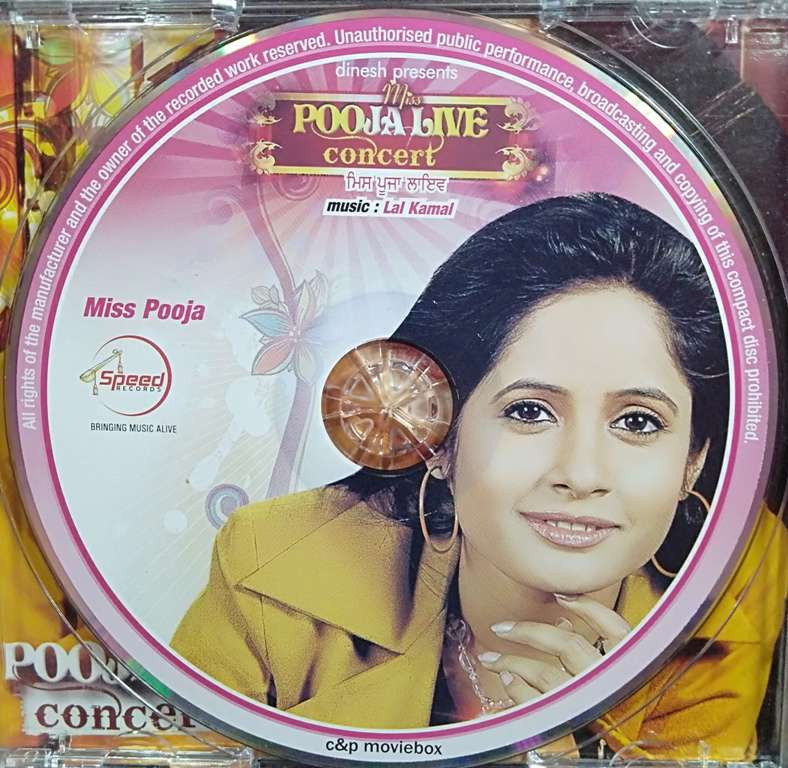 All rights of the manufacturer and the owner of the recorded work reserved. Unauthorised public performance, broadcasting and copying of this compact disc prohibited.
dinesh presents
Miss
POOJA LIVE
concert
ਮਿਸ ਪੂਜਾ ਲਾਇਵ
music : Lal Kamal
Miss Pooja
Speed
RECORDS
BRINGING MUSIC ALIVE
POOJA
concer
c&p moviebox